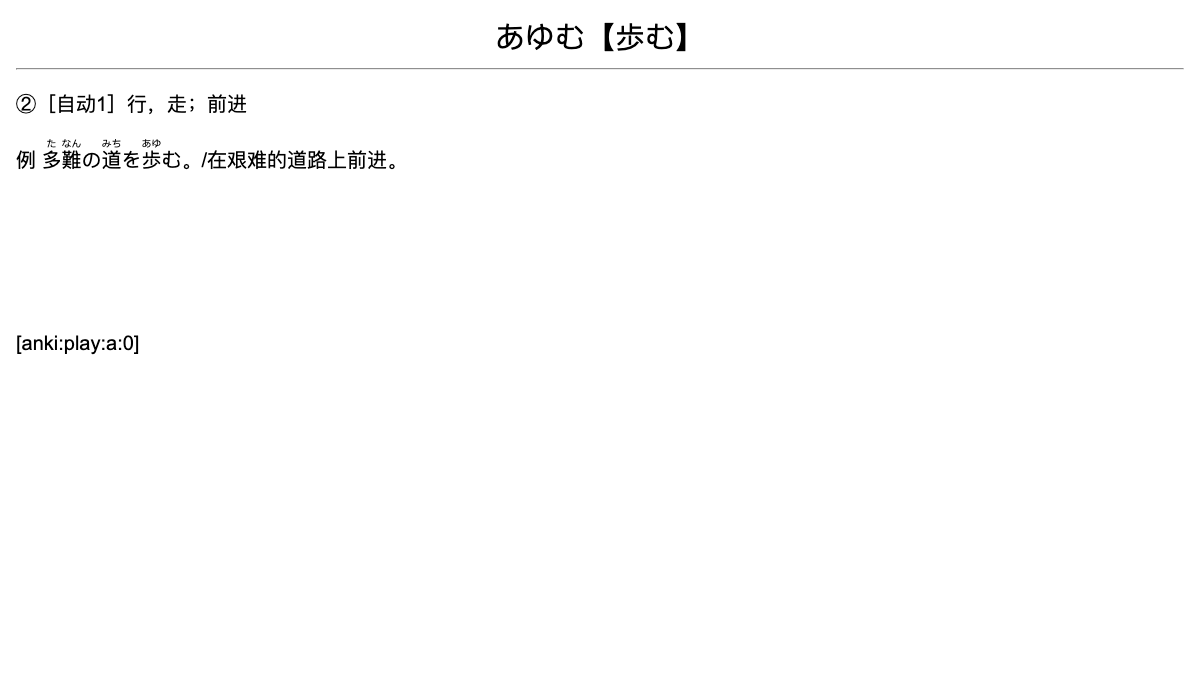 あゆむ【歩む】
②［自动1］行，走；前进
た なん みち あゆ
例 多難の道を歩む。/在艰难的道路上前进。
[anki:play:a:0]